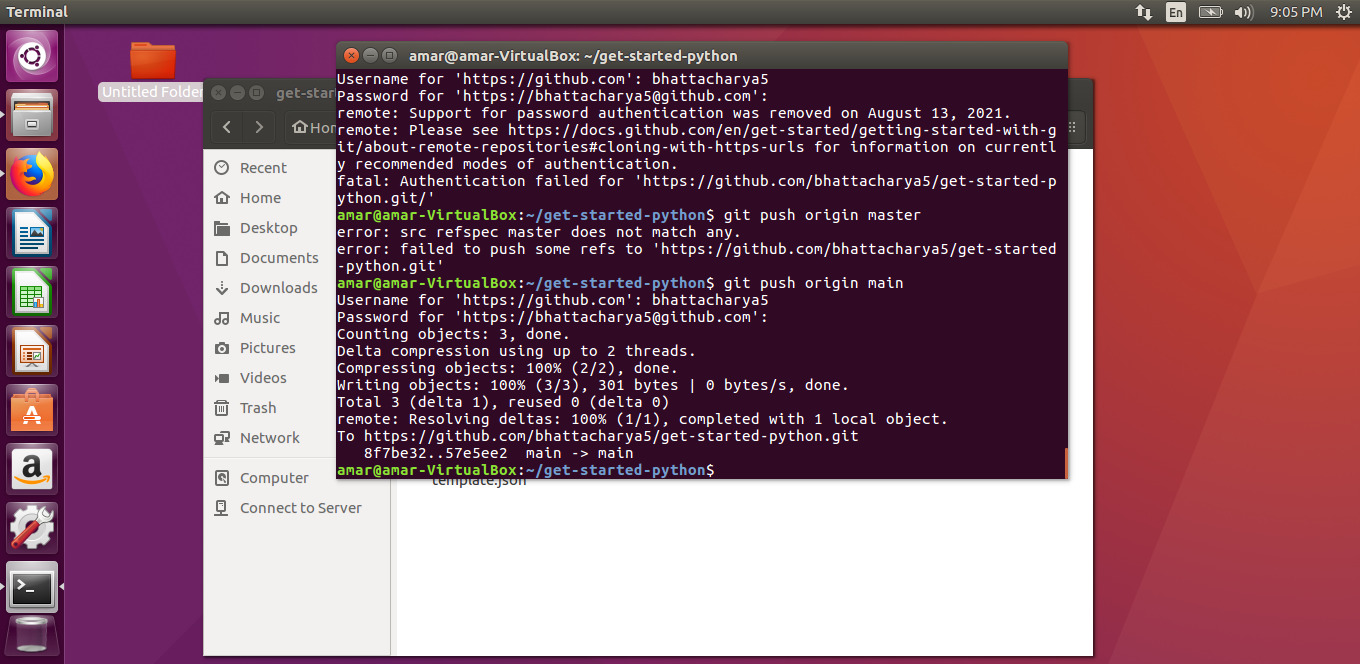 Terminal
En
9:05 PM
Untitled Folder
get-star
Hom
Recent
Home
Desktop
Documents
Downloads
Music
Pictures
Videos
Trash
Network
Computer
Connect to Server
template.json
amar@amar-VirtualBox: ~/get-started-python
Username for 'https://github.com': bhattacharya5
Password for 'https://bhattacharya5@github.com':
remote: Support for password authentication was removed on August 13, 2021.
remote: Please see https://docs.github.com/en/get-started/getting-started-with-g
it/about-remote-repositories#cloning-with-https-urls for information on currentl
y recommended modes of authentication.
fatal: Authentication failed for 'https://github.com/bhattacharya5/get-started-p
ython.git/'
amar@amar-VirtualBox:~/get-started-python$ git push origin master
error: src refspec master does not match any.
error: failed to push some refs to 'https://github.com/bhattacharya5/get-started
-python.git'
amar@amar-VirtualBox:~/get-started-python$ git push origin main
Username for 'https://github.com': bhattacharya5
Password for 'https://bhattacharya5@github.com':
Counting objects: 3, done.
Delta compression using up to 2 threads.
Compressing objects: 100% (2/2), done.
Writing objects: 100% (3/3), 301 bytes | 0 bytes/s, done.
Total 3 (delta 1), reused 0 (delta 0)
remote: Resolving deltas: 100% (1/1), completed with 1 local object.
To https://github.com/bhattacharya5/get-started-python.git
   8f7be32..57e5ee2  main -> main
amar@amar-VirtualBox:~/get-started-python$